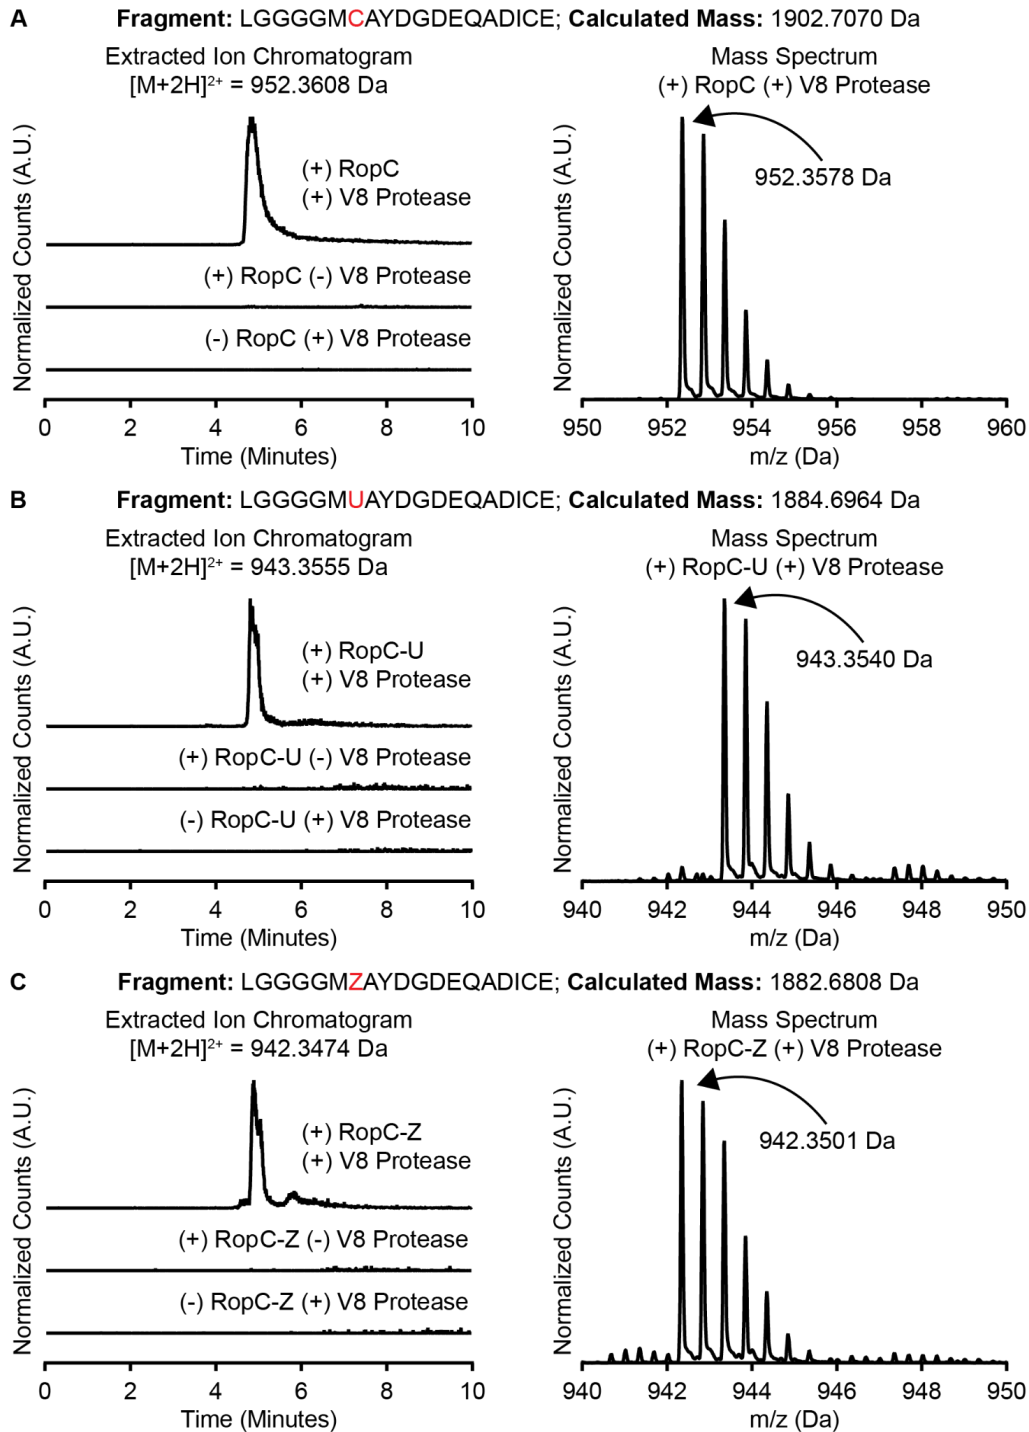 A Fragment: LGGGGMCAYDGDEQADICE; Calculated Mass: 1902.7070 Da
Extracted Ion Chromatogram
[M+2H]²⁺ = 952.3608 Da
Normalized Counts (A.U.)
(+) RopC
(+) V8 Protease
(+) RopC (-) V8 Protease
(-) RopC (+) V8 Protease
0 2 4 6 8 10
Time (Minutes)
Mass Spectrum
(+) RopC (+) V8 Protease
Normalized Counts (A.U.)
952.3578 Da
950 952 954 956 958 960
m/z (Da)
B Fragment: LGGGGMUAYDGDEQADICE; Calculated Mass: 1884.6964 Da
Extracted Ion Chromatogram
[M+2H]²⁺ = 943.3555 Da
Normalized Counts (A.U.)
(+) RopC-U
(+) V8 Protease
(+) RopC-U (-) V8 Protease
(-) RopC-U (+) V8 Protease
0 2 4 6 8 10
Time (Minutes)
Mass Spectrum
(+) RopC-U (+) V8 Protease
Normalized Counts (A.U.)
943.3540 Da
940 942 944 946 948 950
m/z (Da)
C Fragment: LGGGGMZAYDGDEQADICE; Calculated Mass: 1882.6808 Da
Extracted Ion Chromatogram
[M+2H]²⁺ = 942.3474 Da
Normalized Counts (A.U.)
(+) RopC-Z
(+) V8 Protease
(+) RopC-Z (-) V8 Protease
(-) RopC-Z (+) V8 Protease
0 2 4 6 8 10
Time (Minutes)
Mass Spectrum
(+) RopC-Z (+) V8 Protease
Normalized Counts (A.U.)
942.3501 Da
940 942 944 946 948 950
m/z (Da)